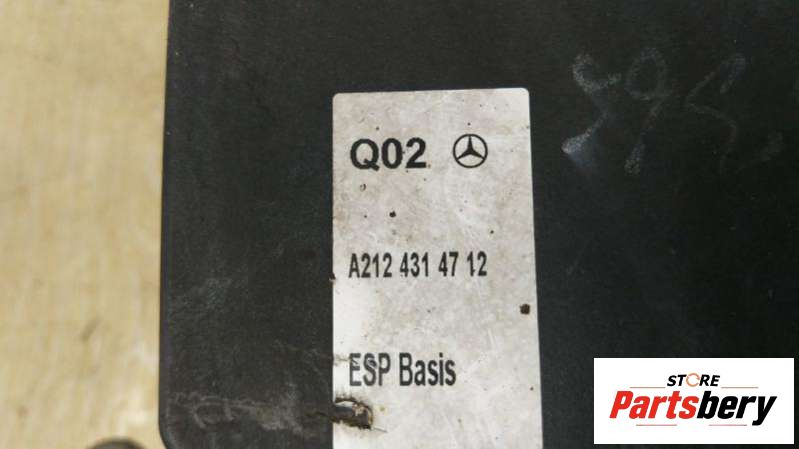 Q02
A212 431 47 12
ESP Basis
STORE
Partsbery